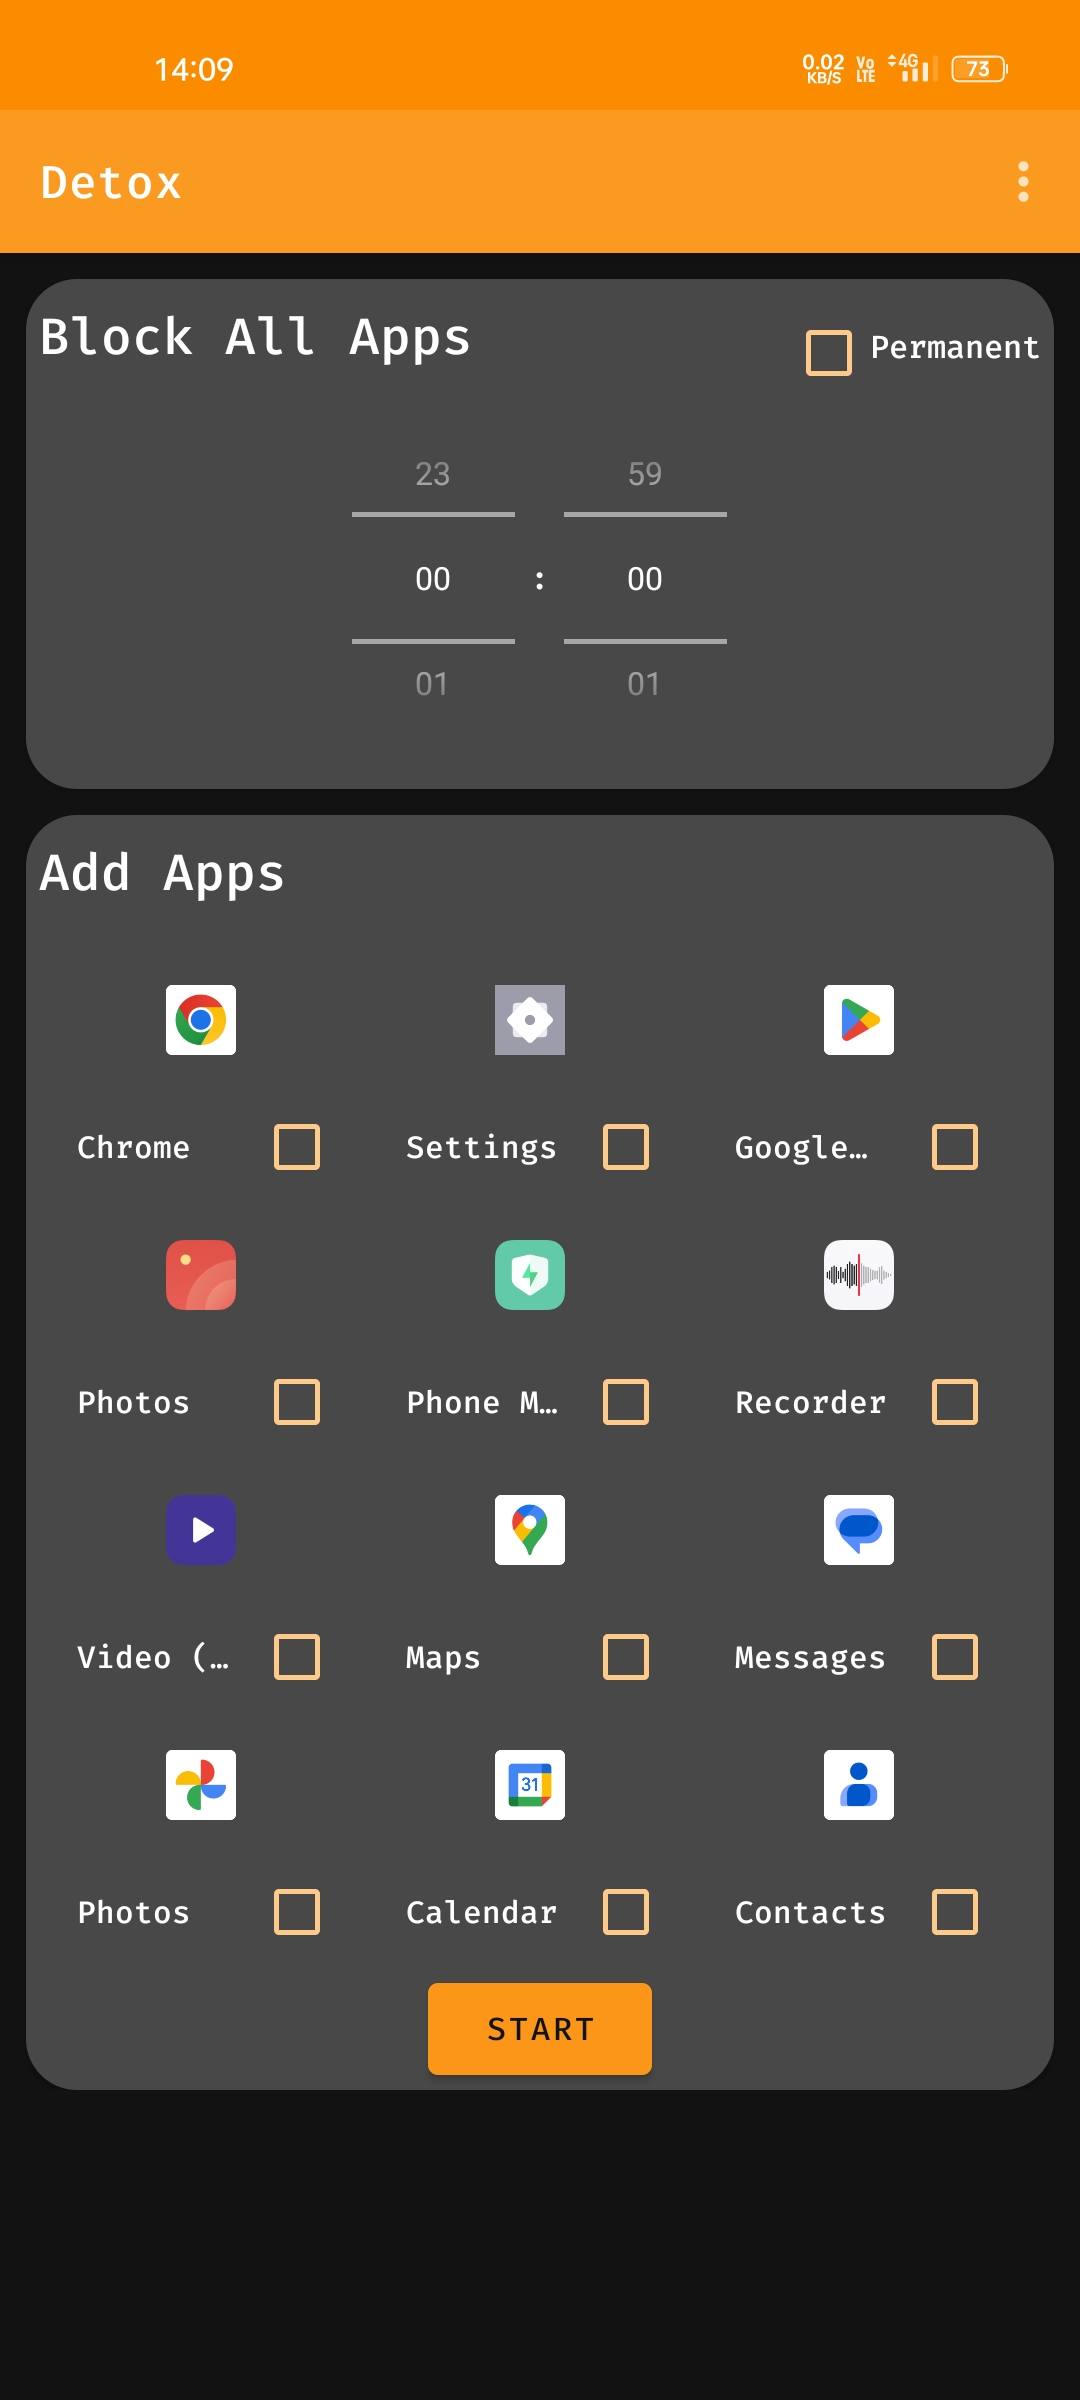 14:09
0.02 KB/S Vo LTE 4G 73
Detox
Block All Apps
Permanent
23 59
00 : 00
01 01
Add Apps
Chrome Settings Google…
Photos Phone M… Recorder
Video (… Maps Messages
31
Photos Calendar Contacts
START